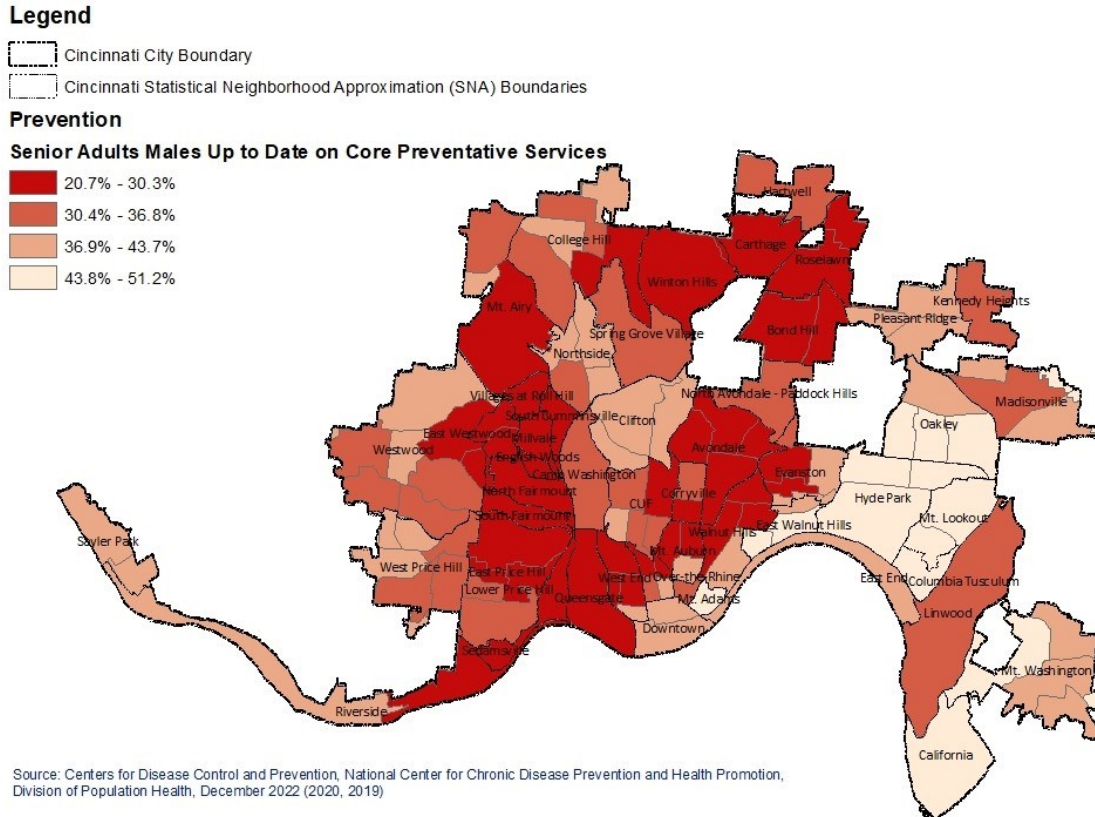 Legend
Cincinnati City Boundary
Cincinnati Statistical Neighborhood Approximation (SNA) Boundaries
Prevention
Senior Adults Males Up to Date on Core Preventative Services
20.7% - 30.3%
30.4% - 36.8%
36.9% - 43.7%
43.8% - 51.2%
Hartwell
College Hill
Carthage
Roselawn
Winton Hills
Mt. Airy
Kennedy Heights
Pleasant Ridge
Bond Hill
Spring Grove Village
Northside
Villages at Roll Hill
North Avondale - Paddock Hills
Madisonville
South Cumminsville
Clifton
Oakley
East Westwood
Millvale
Westwood
Avondale
English Woods
Camp Washington
Evanston
North Fairmount
Corryville
Hyde Park
CUF
South Fairmount
Mt. Lookout
East Walnut Hills
Walnut Hills
Sayler Park
Mt. Auburn
West Price Hill
East Price Hill
West End
Over-the-Rhine
East End
Columbia Tusculum
Lower Price Hill
Queensgate
Mt. Adams
Linwood
Downtown
Sedamsville
Mt. Washington
Riverside
California
Source: Centers for Disease Control and Prevention, National Center for Chronic Disease Prevention and Health Promotion,
Division of Population Health, December 2022 (2020, 2019)